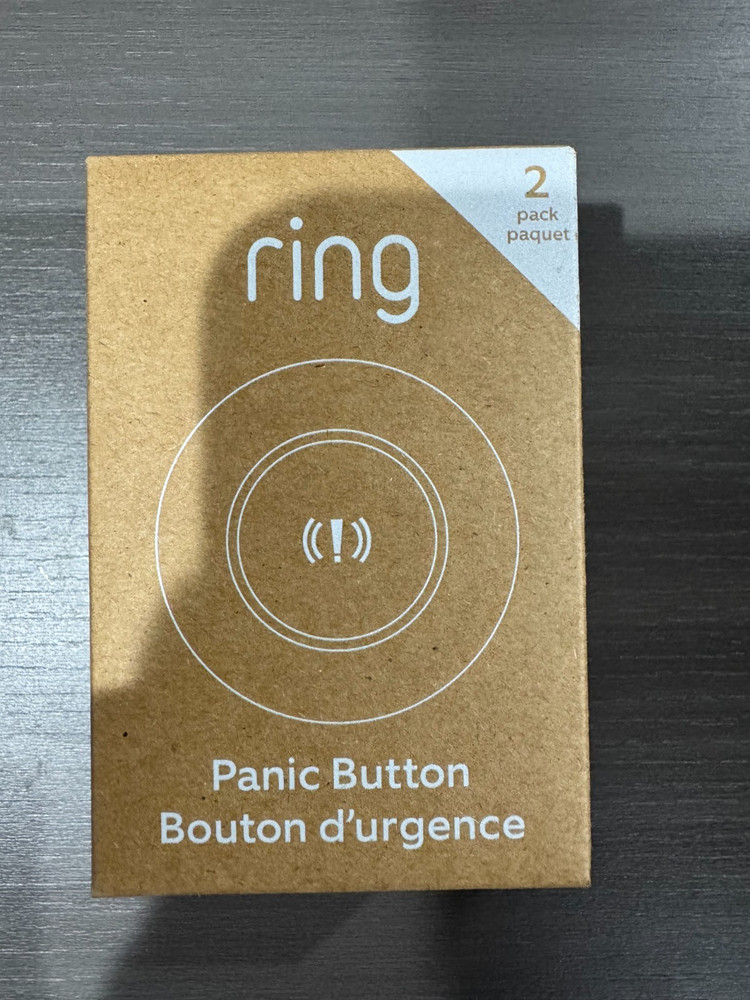 2
pack
paquet
ring
Panic Button
Bouton d'urgence